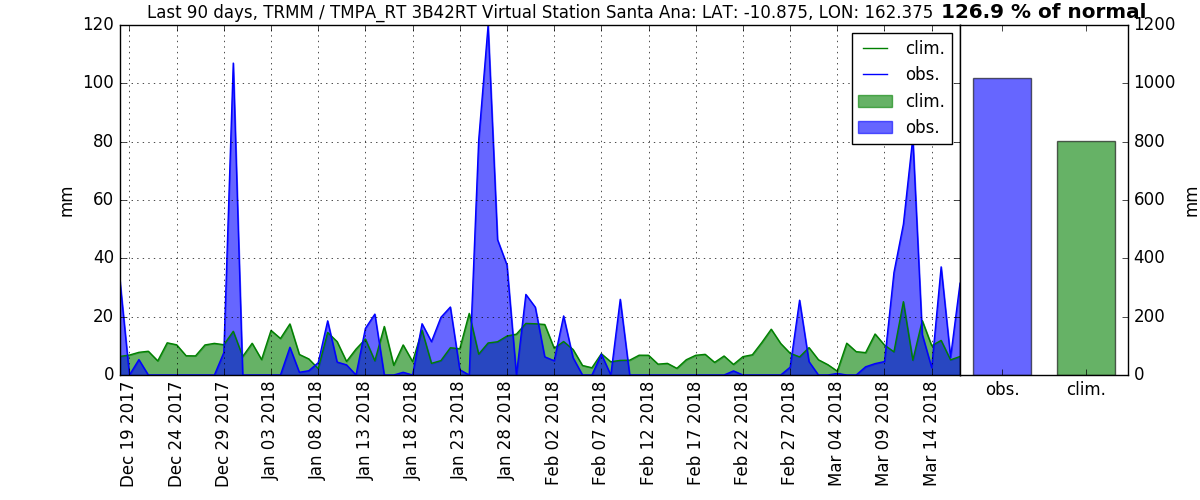 Last 90 days, TRMM / TMPA_RT 3B42RT Virtual Station Santa Ana: LAT: -10.875, LON: 162.375 126.9 % of normal
120
100
80
60
40
20
0
mm
clim.
obs.
clim.
obs.
1200
1000
800
600
400
200
0
mm
obs. clim.
Dec 19 2017
Dec 24 2017
Dec 29 2017
Jan 03 2018
Jan 08 2018
Jan 13 2018
Jan 18 2018
Jan 23 2018
Jan 28 2018
Feb 02 2018
Feb 07 2018
Feb 12 2018
Feb 17 2018
Feb 22 2018
Feb 27 2018
Mar 04 2018
Mar 09 2018
Mar 14 2018